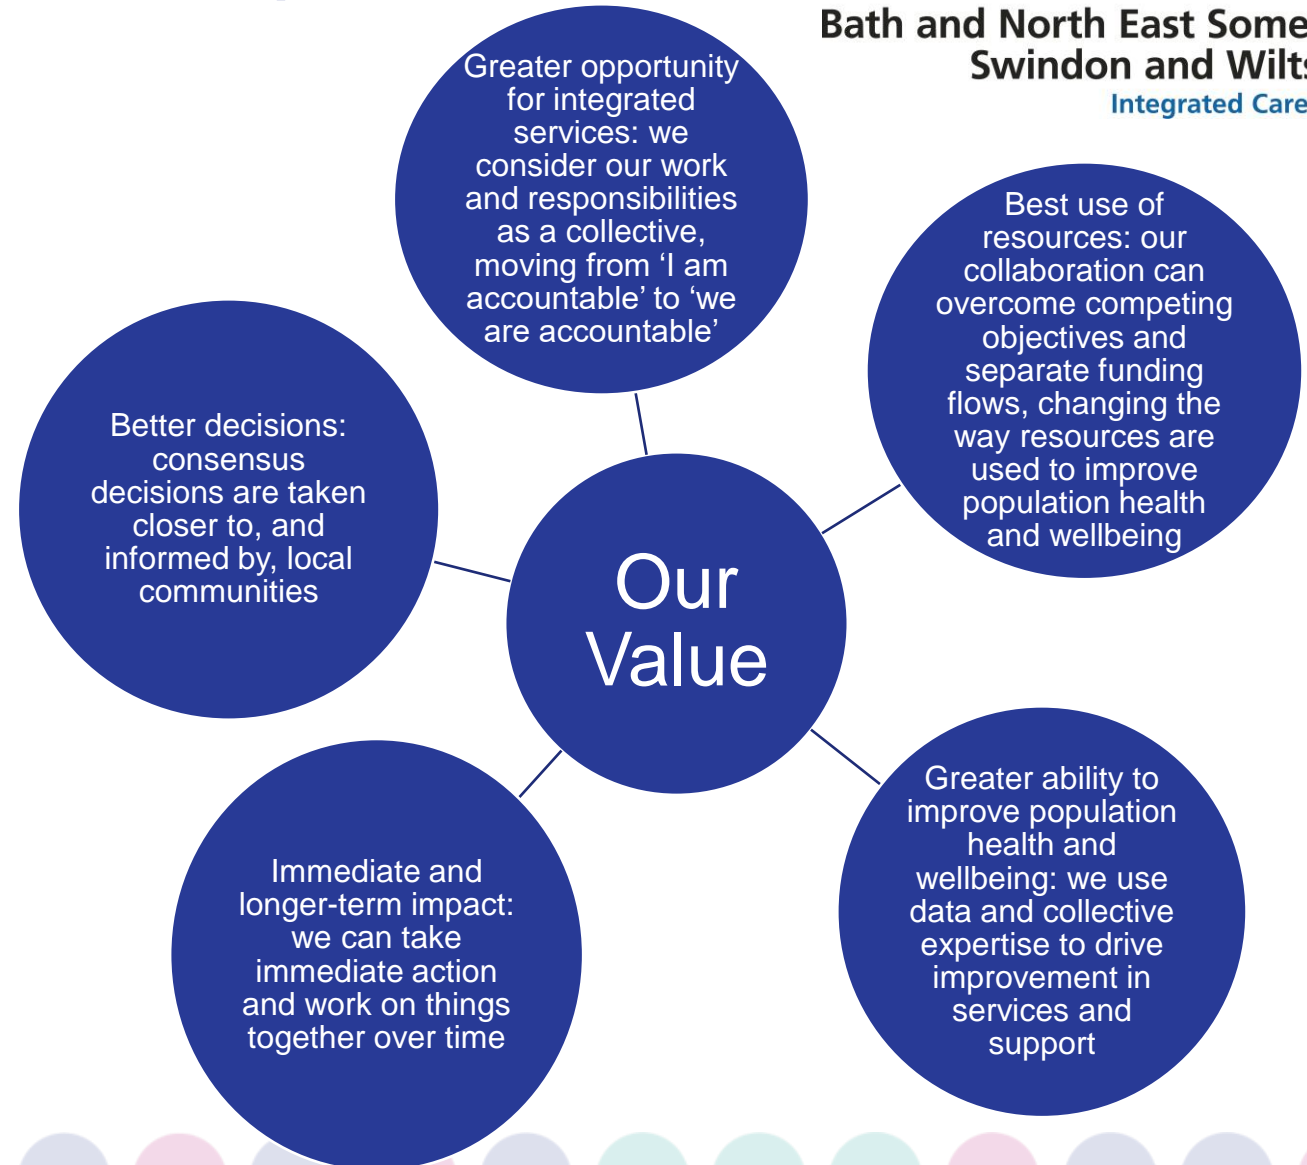 Bath and North East Some
Swindon and Wilts
Integrated Care
Greater opportunity
for integrated
services: we
consider our work
and responsibilities
as a collective,
moving from ‘I am
accountable’ to ‘we
are accountable’
Best use of
resources: our
collaboration can
overcome competing
objectives and
separate funding
flows, changing the
way resources are
used to improve
population health
and wellbeing
Better decisions:
consensus
decisions are taken
closer to, and
informed by, local
communities
Our
Value
Greater ability to
improve population
health and
wellbeing: we use
data and collective
expertise to drive
improvement in
services and
support
Immediate and
longer-term impact:
we can take
immediate action
and work on things
together over time